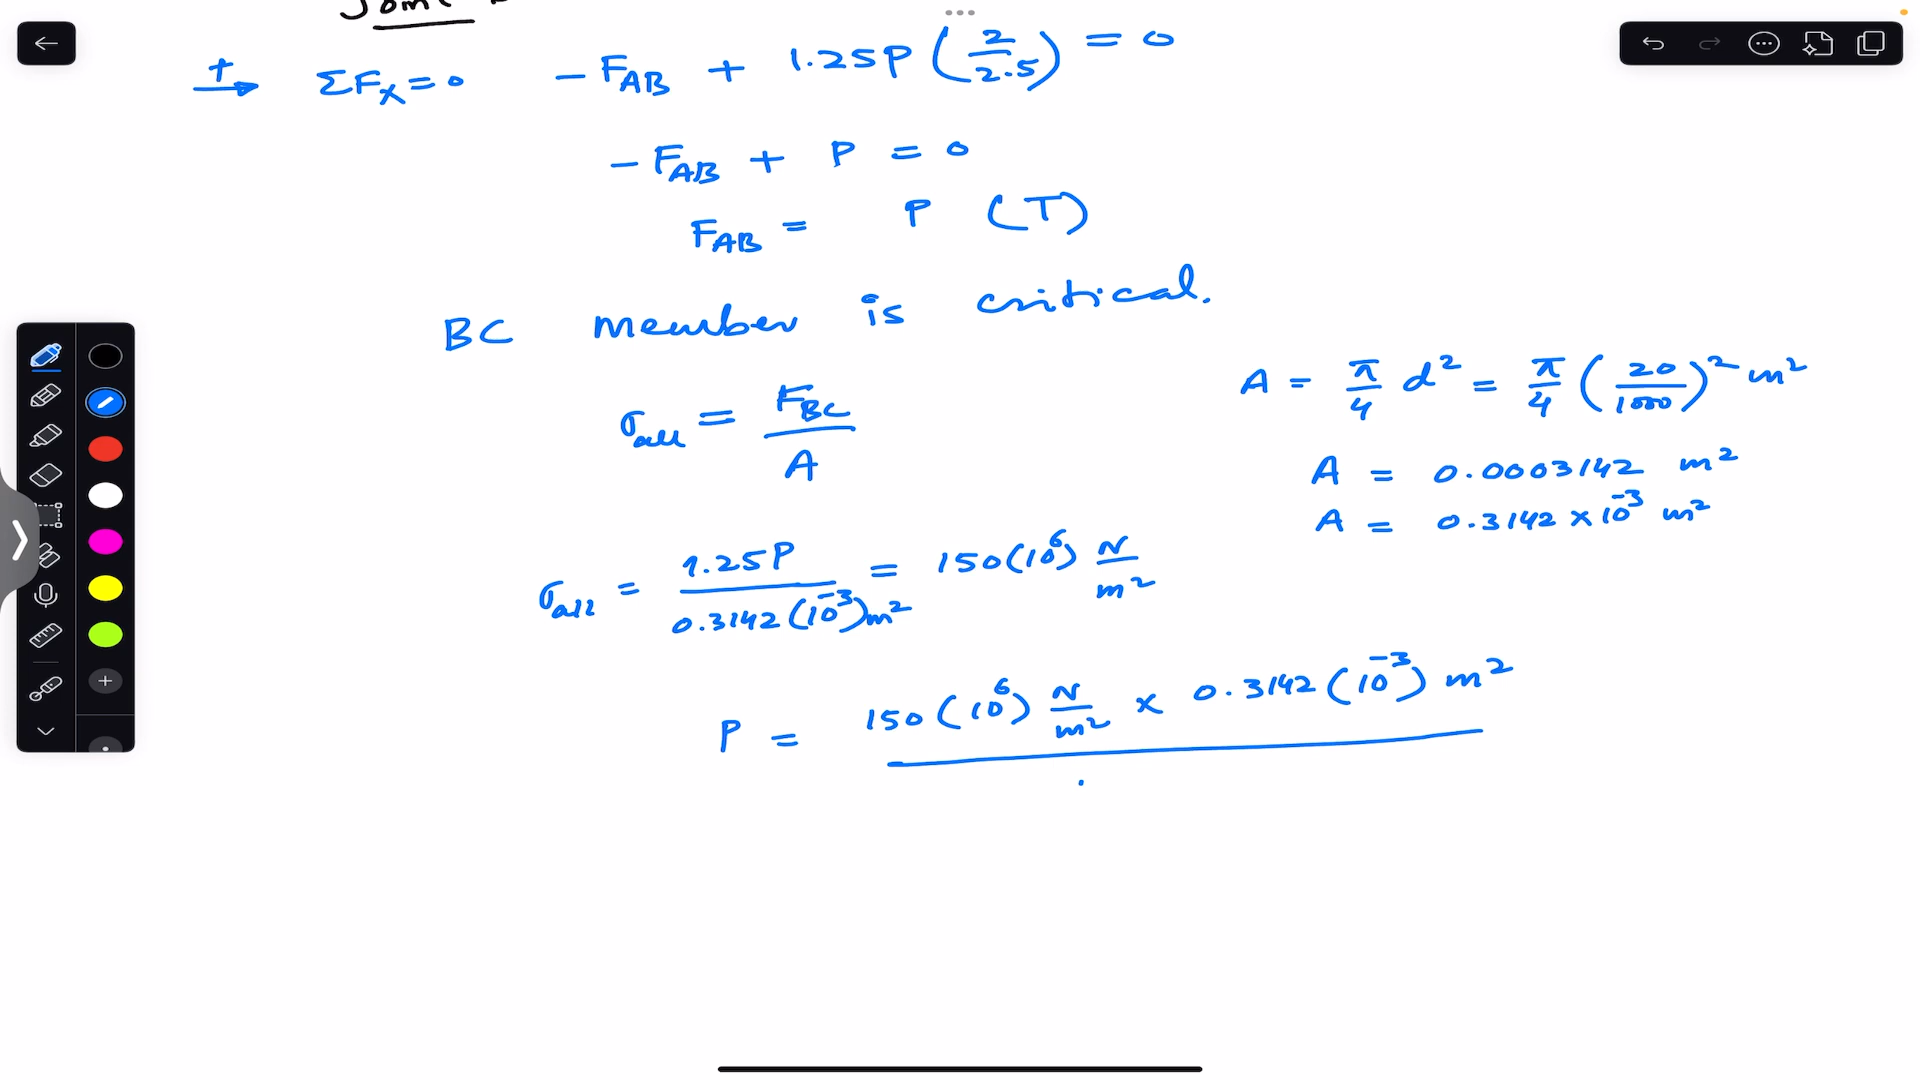 +→ ΣFx = 0 - FAB + 1.25P (2/2.5) = 0
- FAB + P = 0
FAB = P (T)
BC member is critical.
σall = FBC/A
A = π/4 d² = π/4 (20/1000)² m²
A = 0.0003142 m²
A = 0.3142 × 10⁻³ m²
σall = 1.25P / 0.3142(10⁻³)m² = 150(10⁶) N/m²
P = 150(10⁶) N/m² × 0.3142(10⁻³) m²